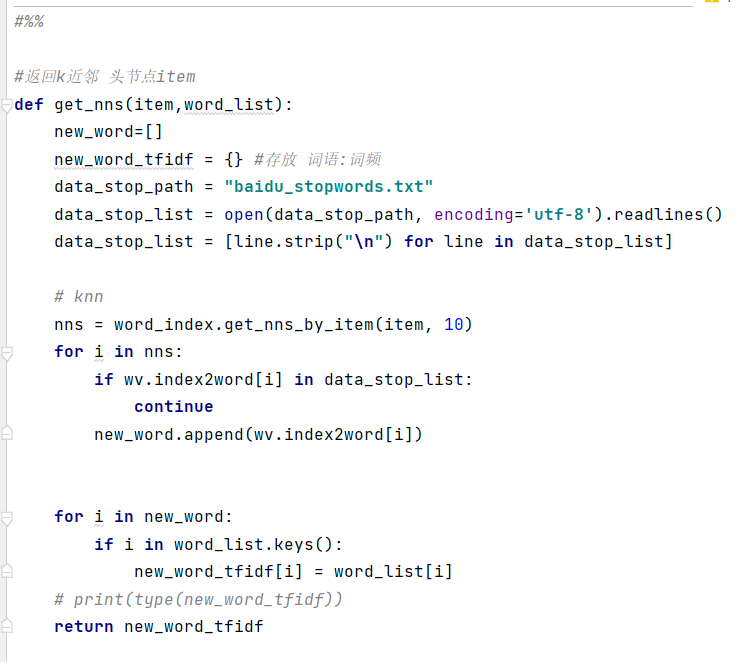 #%%
#返回k近邻 头节点item
def get_nns(item,word_list):
    new_word=[]
    new_word_tfidf = {} #存放 词语:词频
    data_stop_path = "baidu_stopwords.txt"
    data_stop_list = open(data_stop_path, encoding='utf-8').readlines()
    data_stop_list = [line.strip("\n") for line in data_stop_list]
    # knn
    nns = word_index.get_nns_by_item(item, 10)
    for i in nns:
        if wv.index2word[i] in data_stop_list:
            continue
        new_word.append(wv.index2word[i])
    for i in new_word:
        if i in word_list.keys():
            new_word_tfidf[i] = word_list[i]
    # print(type(new_word_tfidf))
    return new_word_tfidf